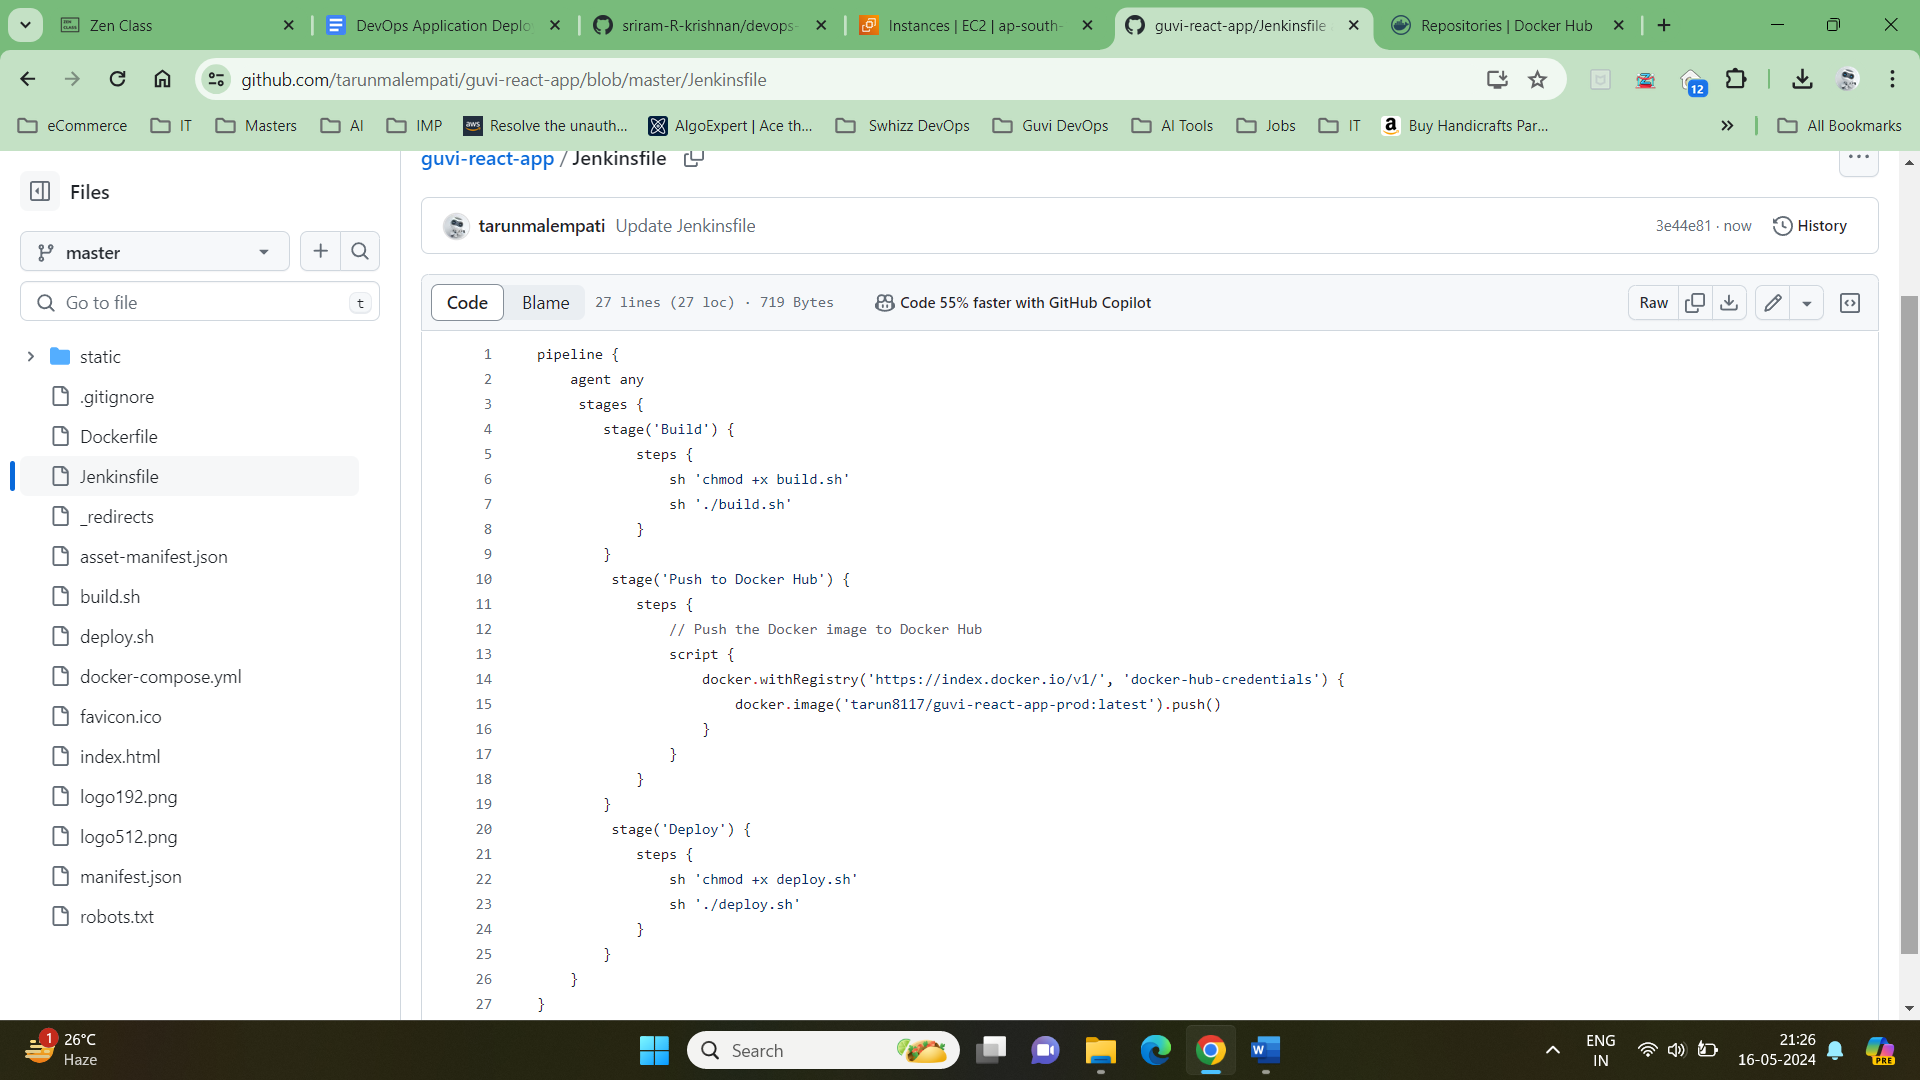 Zen Class
DevOps Application Deplo
sriram-R-krishnan/devops-
Instances | EC2 | ap-south-
guvi-react-app/Jenkinsfile
Repositories | Docker Hub
github.com/tarunmalempati/guvi-react-app/blob/master/Jenkinsfile
12
eCommerce
IT
Masters
AI
IMP
aws
Resolve the unauth...
AlgoExpert | Ace th...
Swhizz DevOps
Guvi DevOps
AI Tools
Jobs
IT
Buy Handicrafts Par...
All Bookmarks
Files
master
Go to file
t
static
.gitignore
Dockerfile
Jenkinsfile
_redirects
asset-manifest.json
build.sh
deploy.sh
docker-compose.yml
favicon.ico
index.html
logo192.png
logo512.png
manifest.json
robots.txt
guvi-react-app / Jenkinsfile
tarunmalempati Update Jenkinsfile
3e44e81 · now
History
Code
Blame
27 lines (27 loc) · 719 Bytes
Code 55% faster with GitHub Copilot
Raw
1 pipeline {
2 agent any
3 stages {
4 stage('Build') {
5 steps {
6 sh 'chmod +x build.sh'
7 sh './build.sh'
8 }
9 }
10 stage('Push to Docker Hub') {
11 steps {
12 // Push the Docker image to Docker Hub
13 script {
14 docker.withRegistry('https://index.docker.io/v1/', 'docker-hub-credentials') {
15 docker.image('tarun8117/guvi-react-app-prod:latest').push()
16 }
17 }
18 }
19 }
20 stage('Deploy') {
21 steps {
22 sh 'chmod +x deploy.sh'
23 sh './deploy.sh'
24 }
25 }
26 }
27 }
1
26°C
Haze
Search
ENG
IN
21:26
16-05-2024
PRE